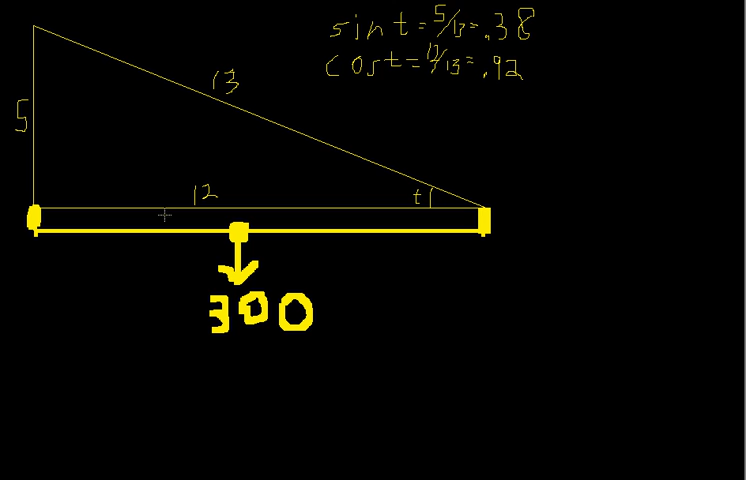 sin t = 5/13 = .38
cos t = 12/13 = .92
13
5
12
t
300